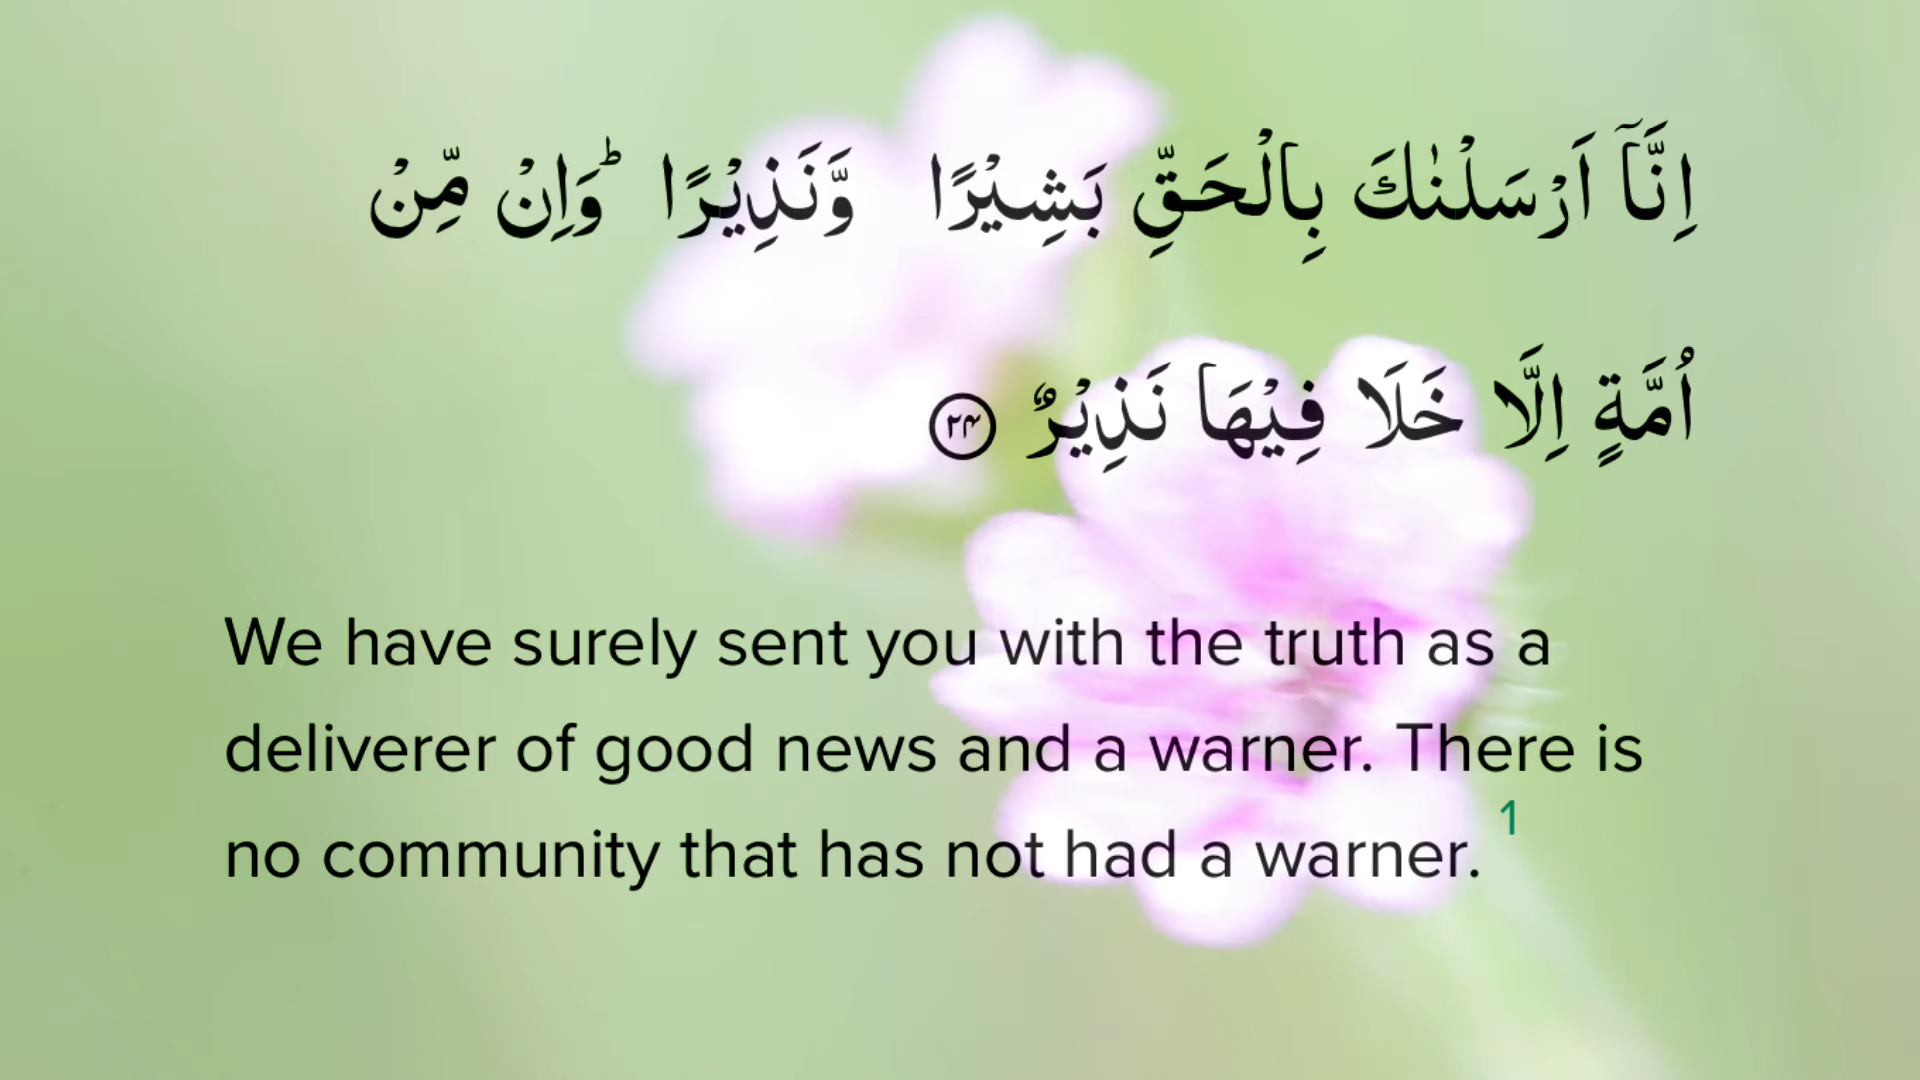 اِنَّاۤ اَرْسَلْنٰكَ بِالْحَقِّ بَشِيْرًا وَّنَذِيْرًا ؕ وَاِنْ مِّنْ
اُمَّةٍ اِلَّا خَلَا فِيْهَا نَذِيْرٌ ۲۴
We have surely sent you with the truth as a
deliverer of good news and a warner. There is
no community that has not had a warner. 1